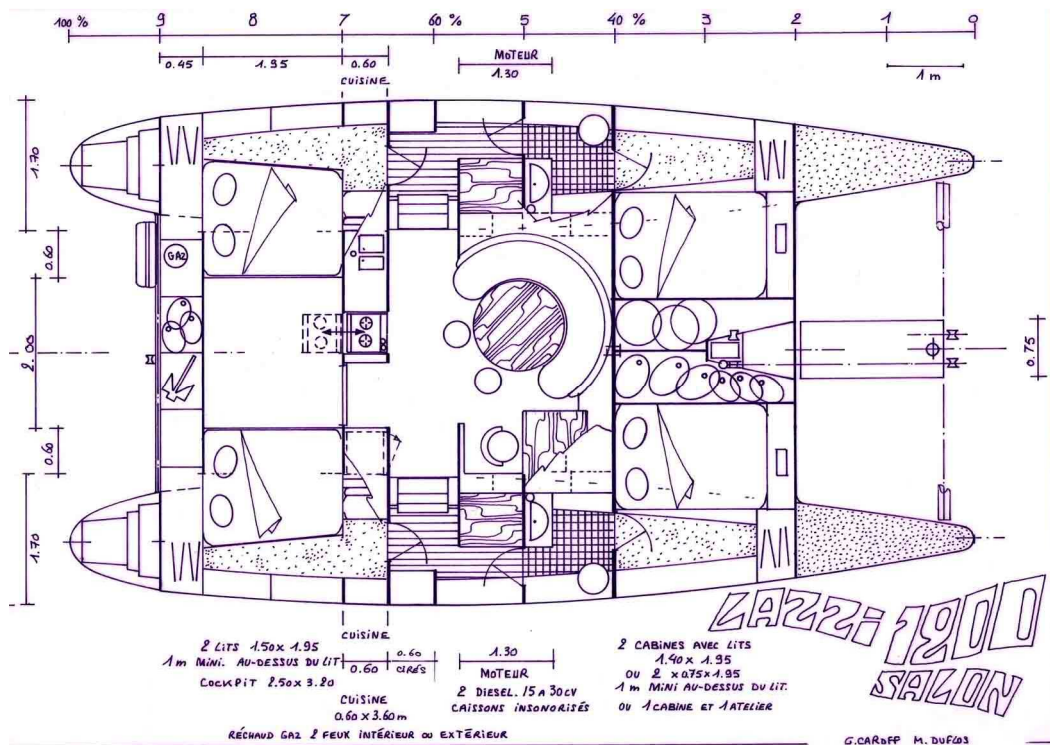 100 % 9 8 7 60 % 5 40 % 3 2 1 0
0.45 1.95 0.60 MOTEUR
1.30 1 m
CUISINE
1.70
0.60
GAZ
2.00
0.75
0.60
1.70
LAZZI 1200
SALON
2 LITS 1.50 x 1.95
1 m MINI. AU-DESSUS DU LIT
COCKPIT 2.50 x 3.20
CUISINE
0.60
0.60
CIRÉS
CUISINE
0.60 x 3.60 m
RÉCHAUD GAZ 2 FEUX INTÉRIEUR OU EXTÉRIEUR
1.30
MOTEUR
2 DIESEL. 15 A 30 CV
CAISSONS INSONORISÉS
2 CABINES AVEC LITS
1.40 x 1.95
OU 2 x 0.75 x 1.95
1 m MINI AU-DESSUS DU LIT.
OU 1 CABINE ET 1 ATELIER
G. CAROFF M. DUFLOS